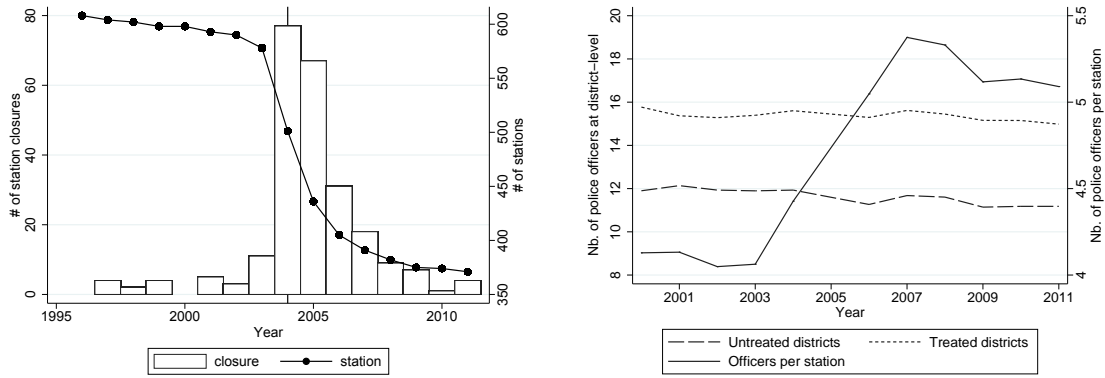 80
60
40
20
0
# of station closures
600
550
500
450
400
350
# of stations
1995 2000 2005 2010
Year
closure station
20
18
16
14
12
10
8
Nb. of police officers at district−level
5.5
5
4.5
4
Nb. of police officers per station
2001 2003 2005 2007 2009 2011
Year
Untreated districts Treated districts
Officers per station